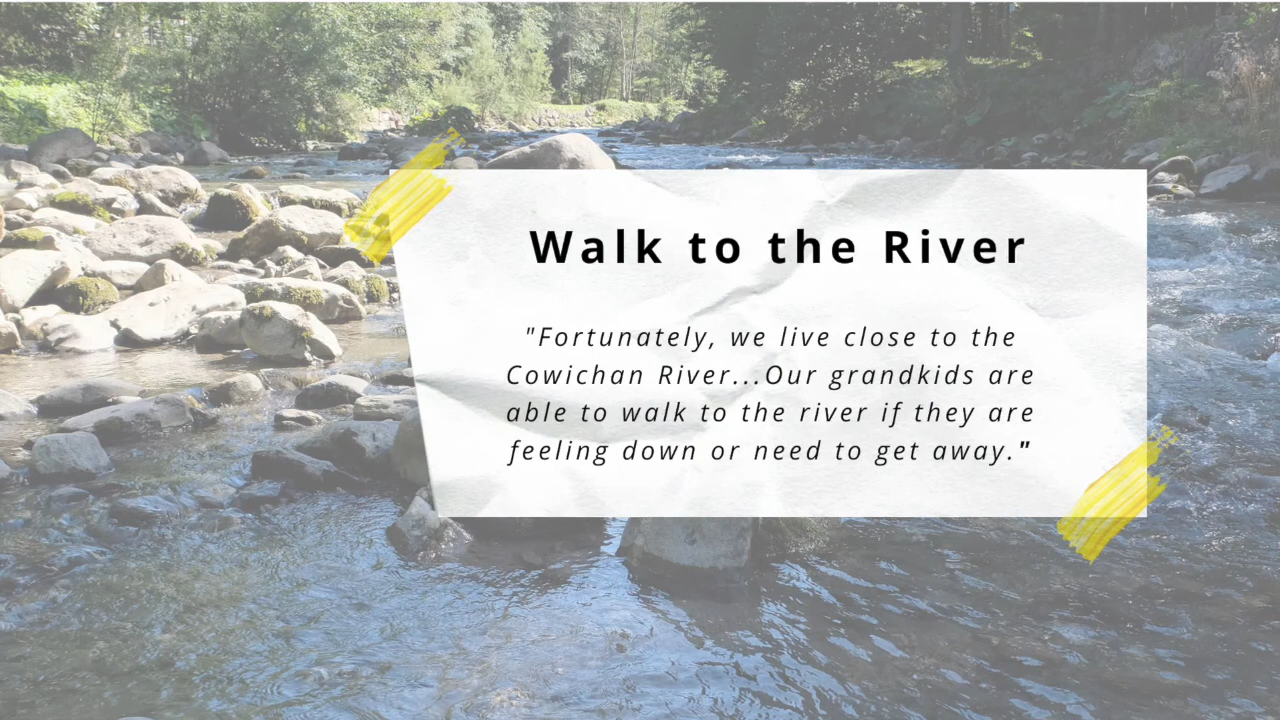 Walk to the River
"Fortunately, we live close to the
Cowichan River...Our grandkids are
able to walk to the river if they are
feeling down or need to get away."